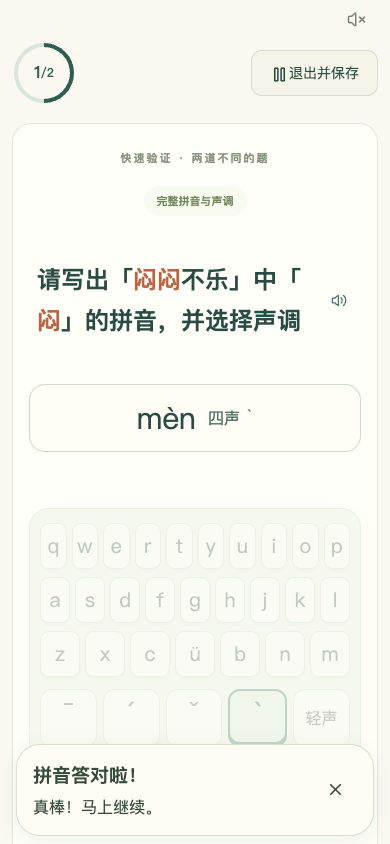 1/2
退出并保存
快速验证 · 两道不同的题
完整拼音与声调
请写出「闷闷不乐」中「
闷」的拼音，并选择声调
mèn 四声 ˋ
q w e r t y u i o p
a s d f g h j k l
z x c ü b n m
ˉ ˊ ˇ ˋ 轻声
拼音答对啦！
真棒！马上继续。